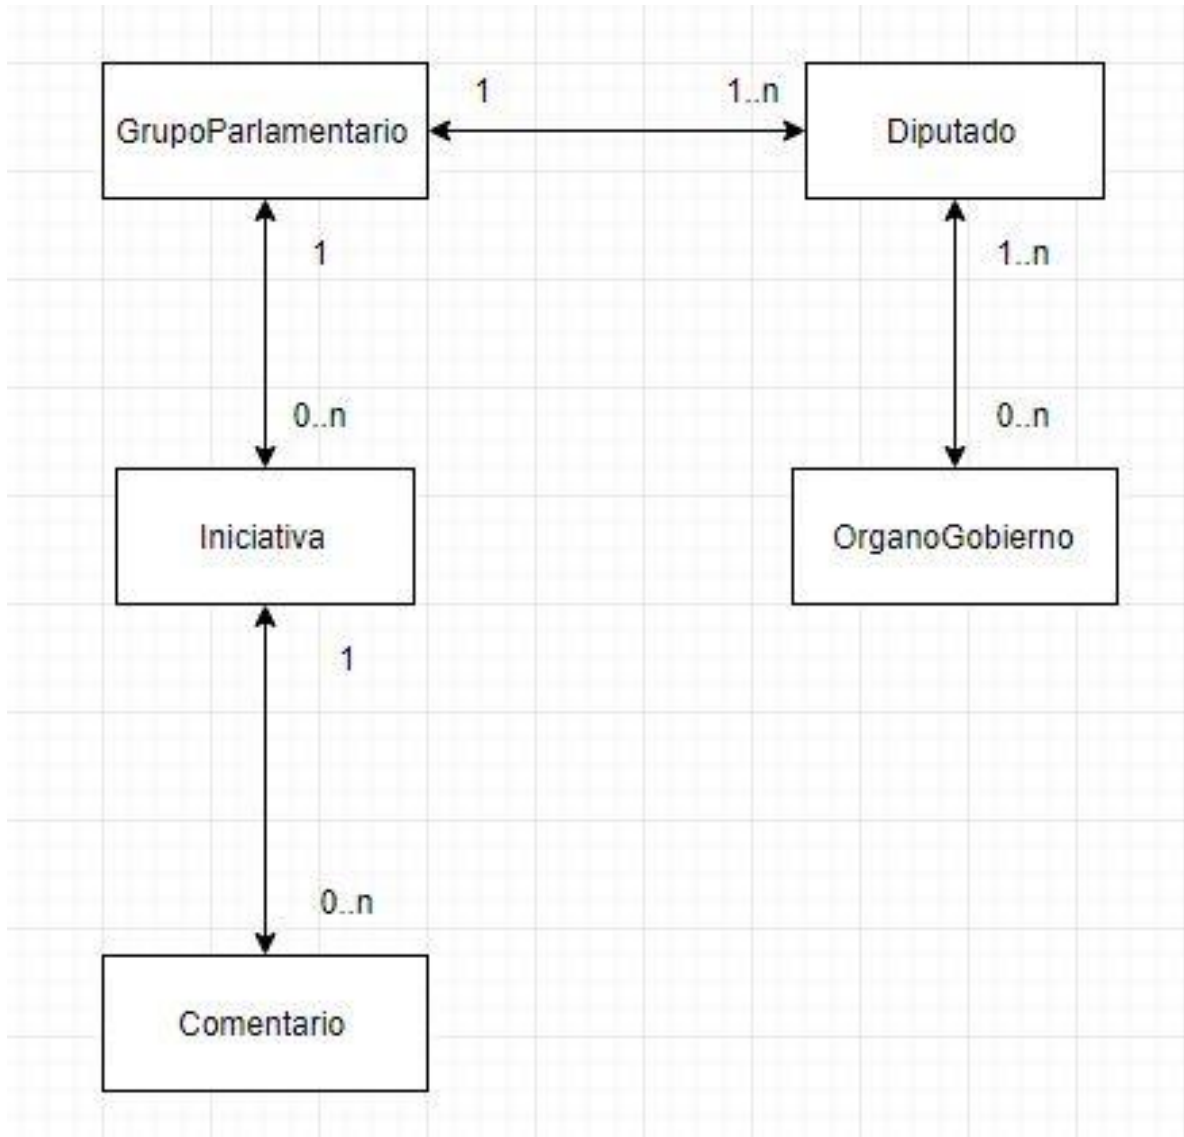 1
1..n
GrupoParlamentario
Diputado
1
1..n
0..n
0..n
Iniciativa
OrganoGobierno
1
0..n
Comentario